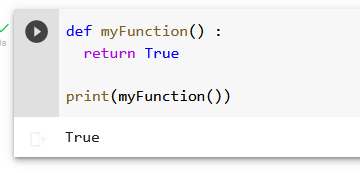 def myFunction() :
  return True
print(myFunction())
True